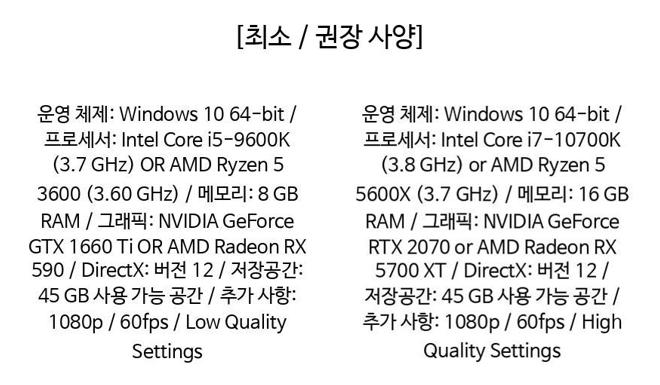 [최소 / 권장 사양]
운영 체제: Windows 10 64-bit /
프로세서: Intel Core i5-9600K
(3.7 GHz) OR AMD Ryzen 5
3600 (3.60 GHz) / 메모리: 8 GB
RAM / 그래픽: NVIDIA GeForce
GTX 1660 Ti OR AMD Radeon RX
590 / DirectX: 버전 12 / 저장공간:
45 GB 사용 가능 공간 / 추가 사항:
1080p / 60fps / Low Quality
Settings
운영 체제: Windows 10 64-bit /
프로세서: Intel Core i7-10700K
(3.8 GHz) or AMD Ryzen 5
5600X (3.7 GHz) / 메모리: 16 GB
RAM / 그래픽: NVIDIA GeForce
RTX 2070 or AMD Radeon RX
5700 XT / DirectX: 버전 12 /
저장공간: 45 GB 사용 가능 공간 /
추가 사항: 1080p / 60fps / High
Quality Settings